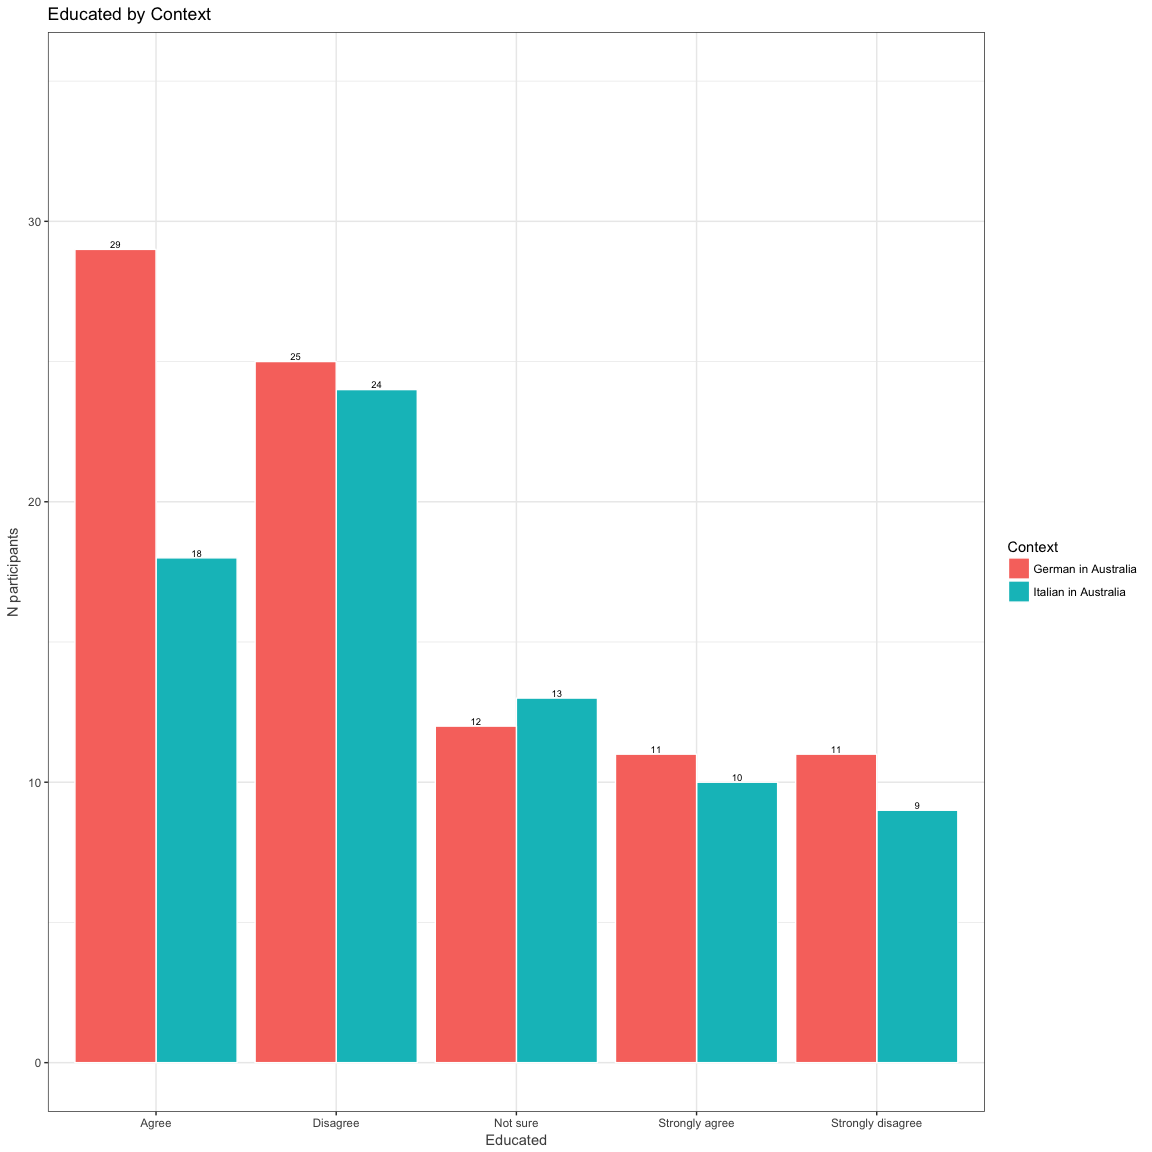 Educated by Context
N participants
30
20
10
0
29
18
25
24
12
13
11
10
11
9
Agree
Disagree
Not sure
Strongly agree
Strongly disagree
Educated
Context
German in Australia
Italian in Australia